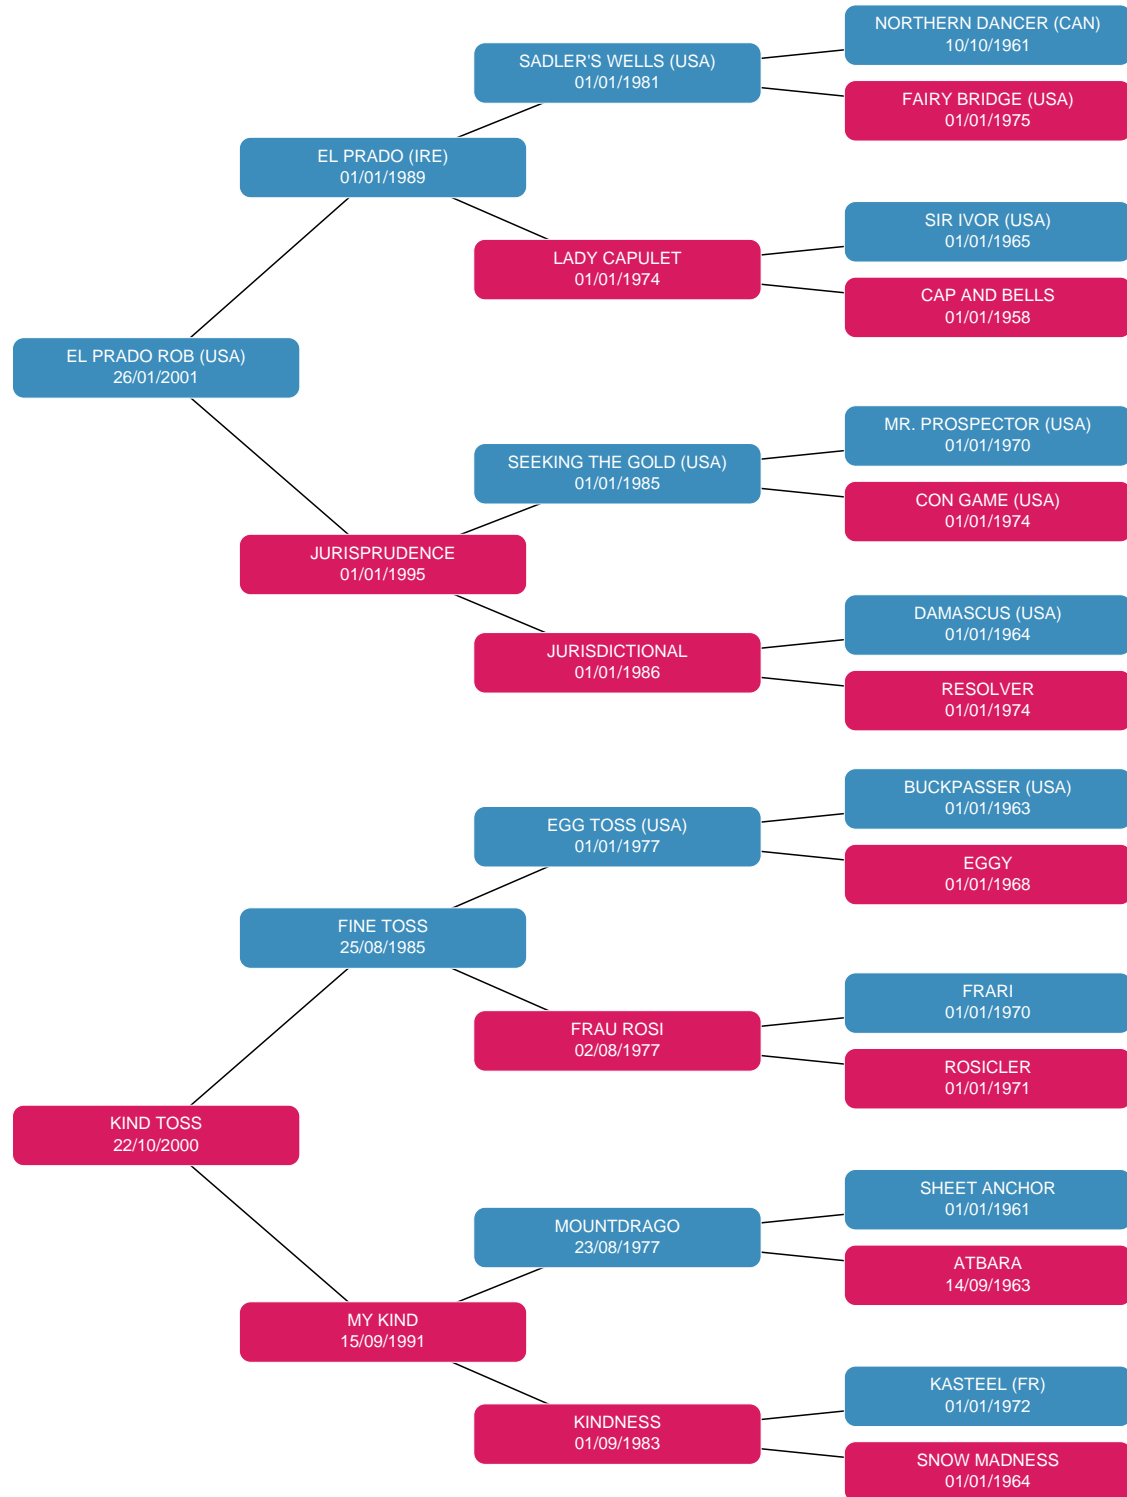 NORTHERN DANCER (CAN)
10/10/1961
SADLER'S WELLS (USA)
01/01/1981
FAIRY BRIDGE (USA)
01/01/1975
EL PRADO (IRE)
01/01/1989
SIR IVOR (USA)
01/01/1965
LADY CAPULET
01/01/1974
CAP AND BELLS
01/01/1958
EL PRADO ROB (USA)
26/01/2001
MR. PROSPECTOR (USA)
01/01/1970
SEEKING THE GOLD (USA)
01/01/1985
CON GAME (USA)
01/01/1974
JURISPRUDENCE
01/01/1995
DAMASCUS (USA)
01/01/1964
JURISDICTIONAL
01/01/1986
RESOLVER
01/01/1974
BUCKPASSER (USA)
01/01/1963
EGG TOSS (USA)
01/01/1977
EGGY
01/01/1968
FINE TOSS
25/08/1985
FRARI
01/01/1970
FRAU ROSI
02/08/1977
ROSICLER
01/01/1971
KIND TOSS
22/10/2000
SHEET ANCHOR
01/01/1961
MOUNTDRAGO
23/08/1977
ATBARA
14/09/1963
MY KIND
15/09/1991
KASTEEL (FR)
01/01/1972
KINDNESS
01/09/1983
SNOW MADNESS
01/01/1964